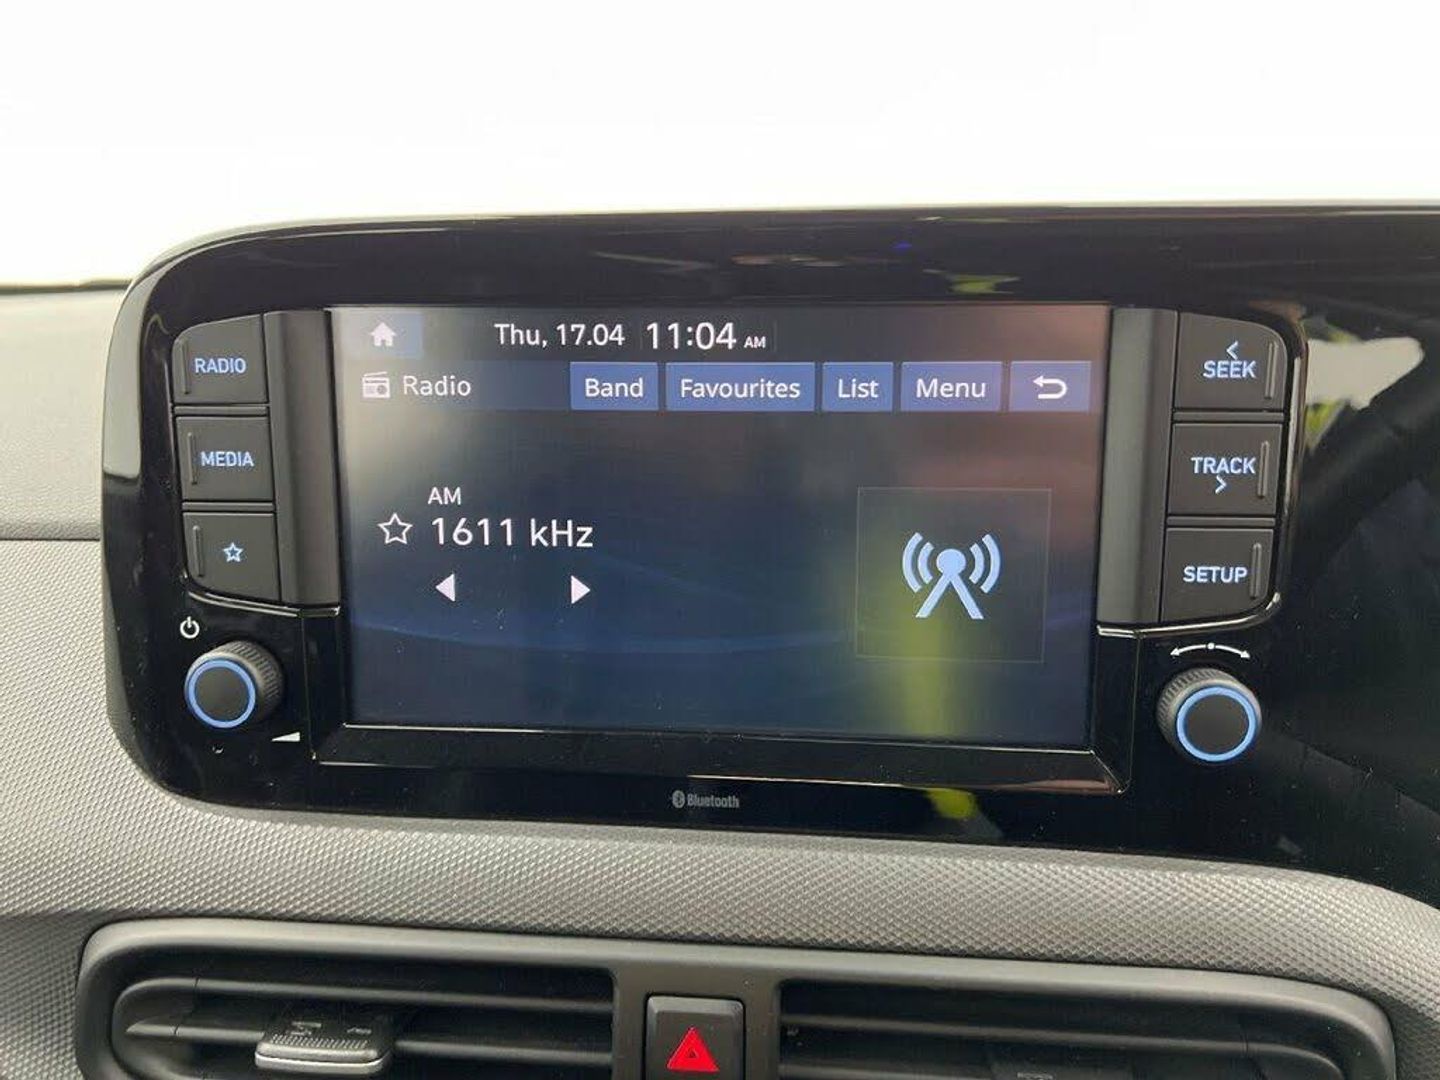 Thu, 17.04 11:04 AM
Radio Band Favourites List Menu
AM
1611 kHz
RADIO
MEDIA
< SEEK
TRACK >
SETUP
Bluetooth